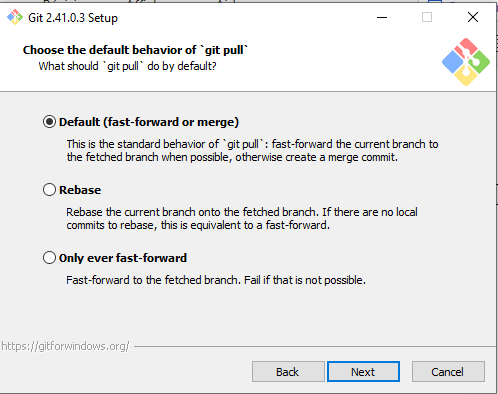 Git 2.41.0.3 Setup
Choose the default behavior of `git pull`
What should `git pull` do by default?
Default (fast-forward or merge)
This is the standard behavior of `git pull`: fast-forward the current branch to
the fetched branch when possible, otherwise create a merge commit.
Rebase
Rebase the current branch onto the fetched branch. If there are no local
commits to rebase, this is equivalent to a fast-forward.
Only ever fast-forward
Fast-forward to the fetched branch. Fail if that is not possible.
https://gitforwindows.org/
Back Next Cancel